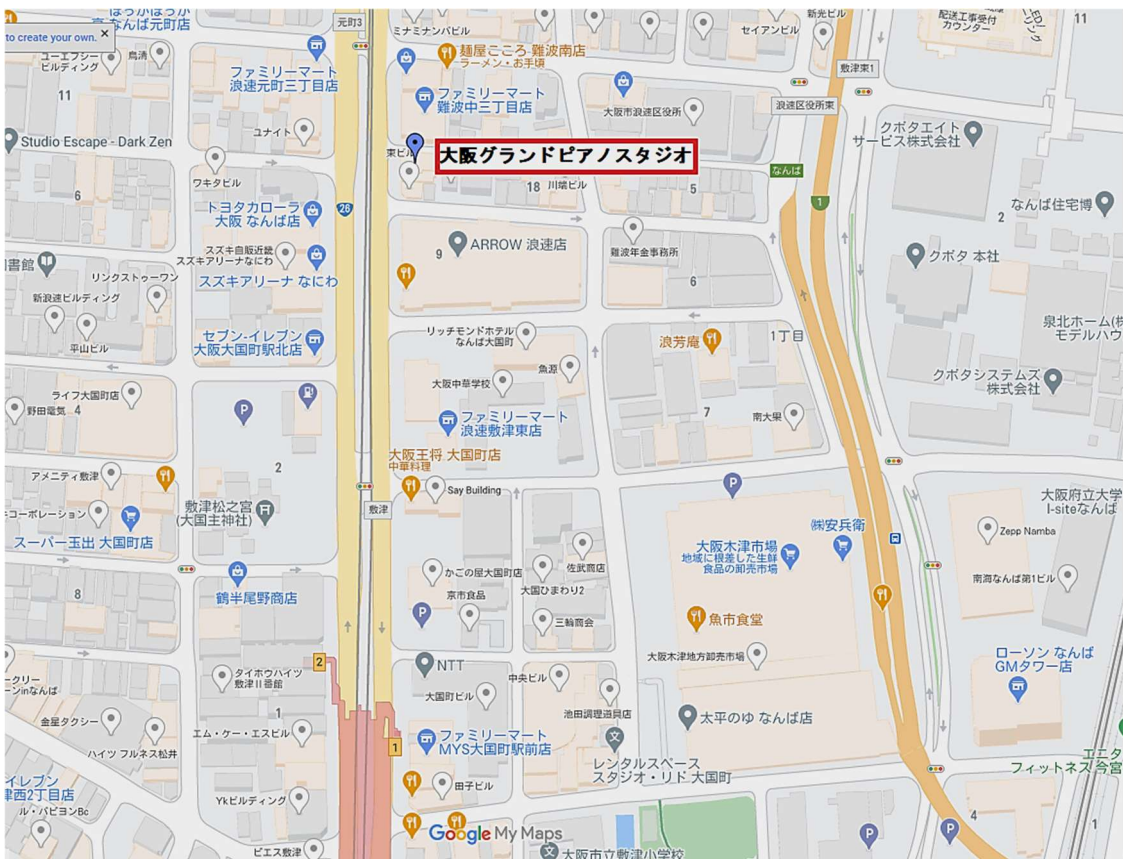 元町3
なんば元町店
to create your own.
ミナミナンバビル
麺屋こころ 難波南店
ラーメン・お手頃
セイアンビル
新光ビル
配送工事受付
カウンター
11
敷津東1
ユーエフシー
ビルディング
鳥清
11
ファミリーマート
浪速元町三丁目店
ファミリーマート
難波中三丁目店
大阪市浪速区役所
浪速区役所東
クボタエイト
サービス株式会社
ユナイト
Studio Escape - Dark Zen
東ビル
大阪グランドピアノスタジオ
なんば
ワキタビル
18
川端ビル
5
6
トヨタカローラ
大阪 なんば店
26
1
2
なんば住宅博
スズキ自販近畿
スズキアリーナなにわ
スズキアリーナ なにわ
9
ARROW 浪速店
難波年金事務所
クボタ 本社
書館
リンクストゥーワン
新浪速ビルディング
6
平山ビル
セブン-イレブン
大阪大国町駅北店
リッチモンドホテル
なんば大国町
浪芳庵
1丁目
泉北ホーム(株
モデルハウ
魚源
大阪中華学校
クボタシステムズ
株式会社
ライフ大国町店
野田電気
4
P
ファミリーマート
浪速敷津東店
7
南大果
大阪王将 大国町店
中華料理
2
アメニティ敷津
Say Building
P
敷津
敷津松之宮
(大国主神社)
コーポレーション
スーパー玉出 大国町店
大阪府立大学
I-siteなんば
㈱安兵衛
Zepp Namba
大阪木津市場
地域に根差した生鮮
食品の卸売市場
佐武商店
かごの屋大国町店
大国ひまわり2
南海なんば第1ビル
8
鶴半尾野商店
京市食品
P
三輪商会
魚市食堂
大阪木津地方卸売市場
ローソン なんば
GMタワー店
2
NTT
タイホウハイツ
敷津Ⅱ番館
中央ビル
大国町ビル
池田調理道具店
太平のゆ なんば店
ークリー
ーンinなんば
金星タクシー
1
エム・ケー・エスビル
ハイツ フルネス松井
1
ファミリーマート
MYS大国町駅前店
文
レンタルスペース
スタジオ・リド 大国町
エニタ
フィットネス 今宮
イレブン
津西2丁目店
田子ビル
Ykビルディング
ル・パピヨンBc
4
1
Google My Maps
P
P
ピエス敷津
文
大阪市立敷津小学校